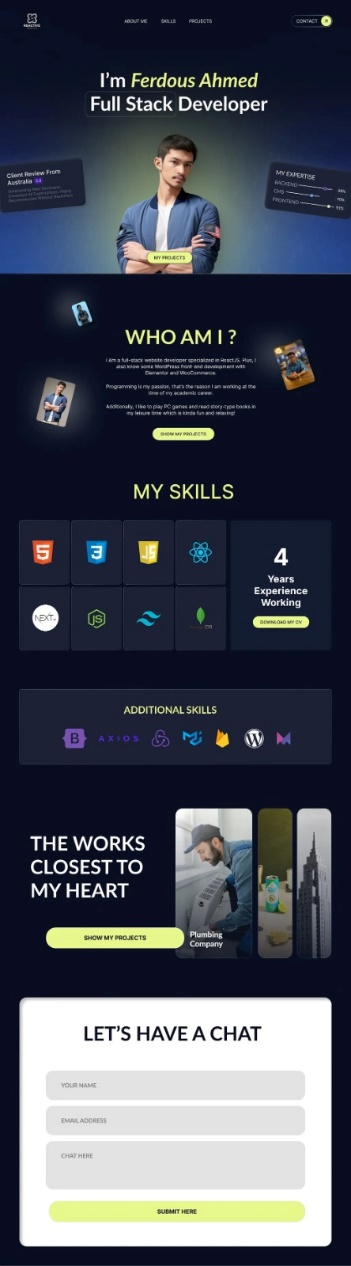 ABOUT ME
SKILLS
PROJECTS
CONTACT
I'm Ferdous Ahmed
Full Stack Developer
Client Review From
Australia
MY EXPERTISE
BACKEND
CMS
FRONTEND
MY PROJECTS
WHO AM I ?
I am a full-stack website developer specialized in ReactJS. Plus, I
also know some WordPress front-end development with
Elementor and WooCommerce.
Programming is my passion, that's the reason I am working at the
time of my academic career.
Additionally, I like to play PC games and read story-type books in
my leisure time which is kinda fun and relaxing!
SHOW MY PROJECTS
MY SKILLS
5
3
JS
NEXT
JS
4
Years
Experience
Working
DOWNLOAD MY CV
ADDITIONAL SKILLS
B
AXIOS
THE WORKS
CLOSEST TO
MY HEART
SHOW MY PROJECTS
Plumbing
Company
LET'S HAVE A CHAT
YOUR NAME
EMAIL ADDRESS
CHAT HERE
SUBMIT HERE